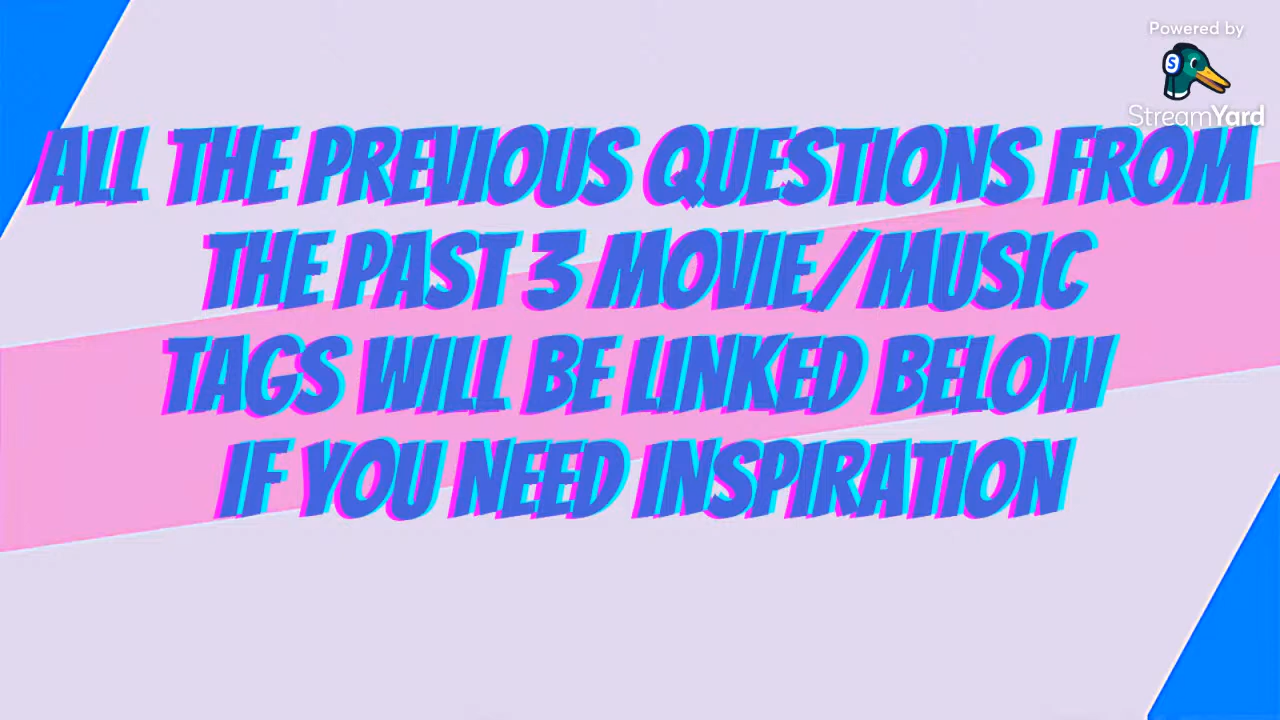 Powered by
S
StreamYard
ALL THE PREVIOUS QUESTIONS FROM
THE PAST 3 MOVIE/MUSIC
TAGS WILL BE LINKED BELOW
IF YOU NEED INSPIRATION